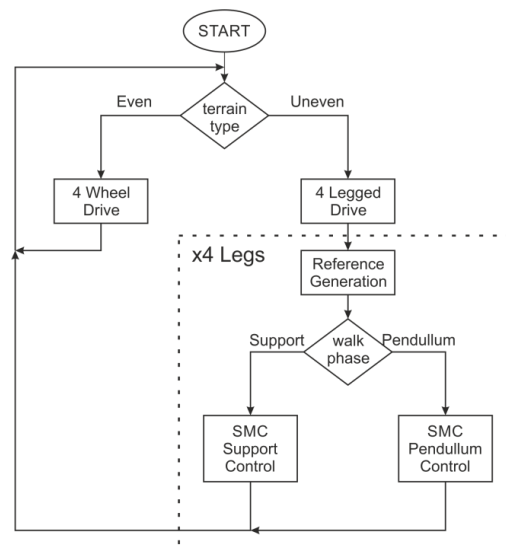 START
Even
terrain
type
Uneven
4 Wheel
Drive
4 Legged
Drive
x4 Legs
Reference
Generation
Support
walk
phase
Pendullum
SMC
Support
Control
SMC
Pendullum
Control